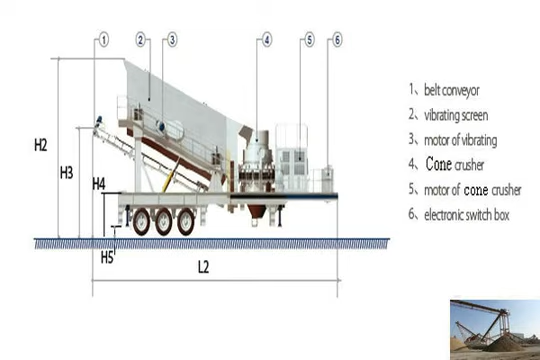 1 2 3 4 5 6
H2
H3
H4
H5
L2
1、belt conveyor
2、vibrating screen
3、motor of vibrating
4、Cone crusher
5、motor of cone crusher
6、electronic switch box